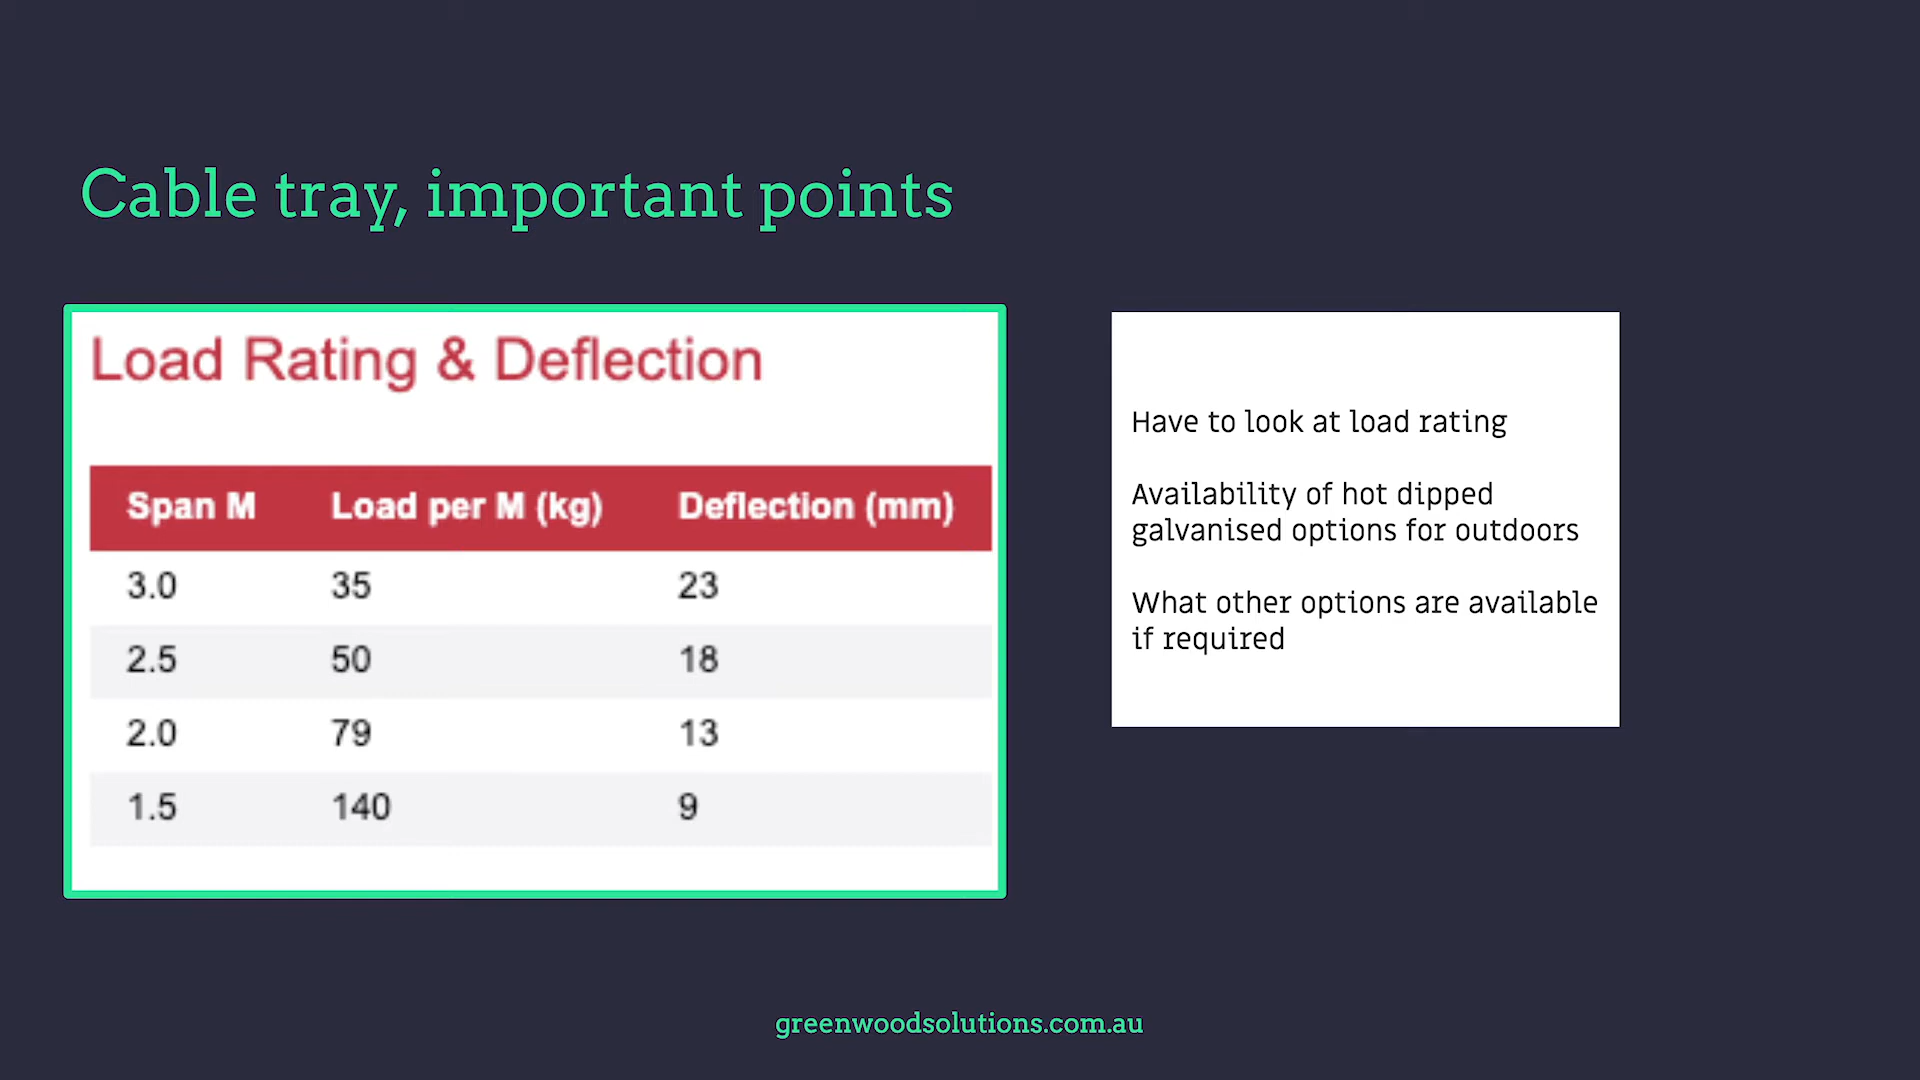 Cable tray, important points
Load Rating & Deflection
Span M Load per M (kg) Deflection (mm)
3.0 35 23
2.5 50 18
2.0 79 13
1.5 140 9
Have to look at load rating
Availability of hot dipped
galvanised options for outdoors
What other options are available
if required
greenwoodsolutions.com.au